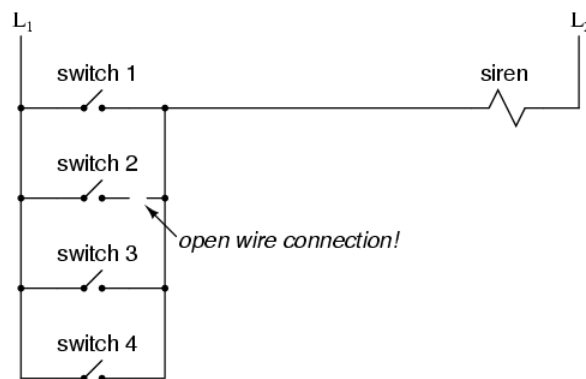 L1 L2
switch 1 siren
switch 2
open wire connection!
switch 3
switch 4